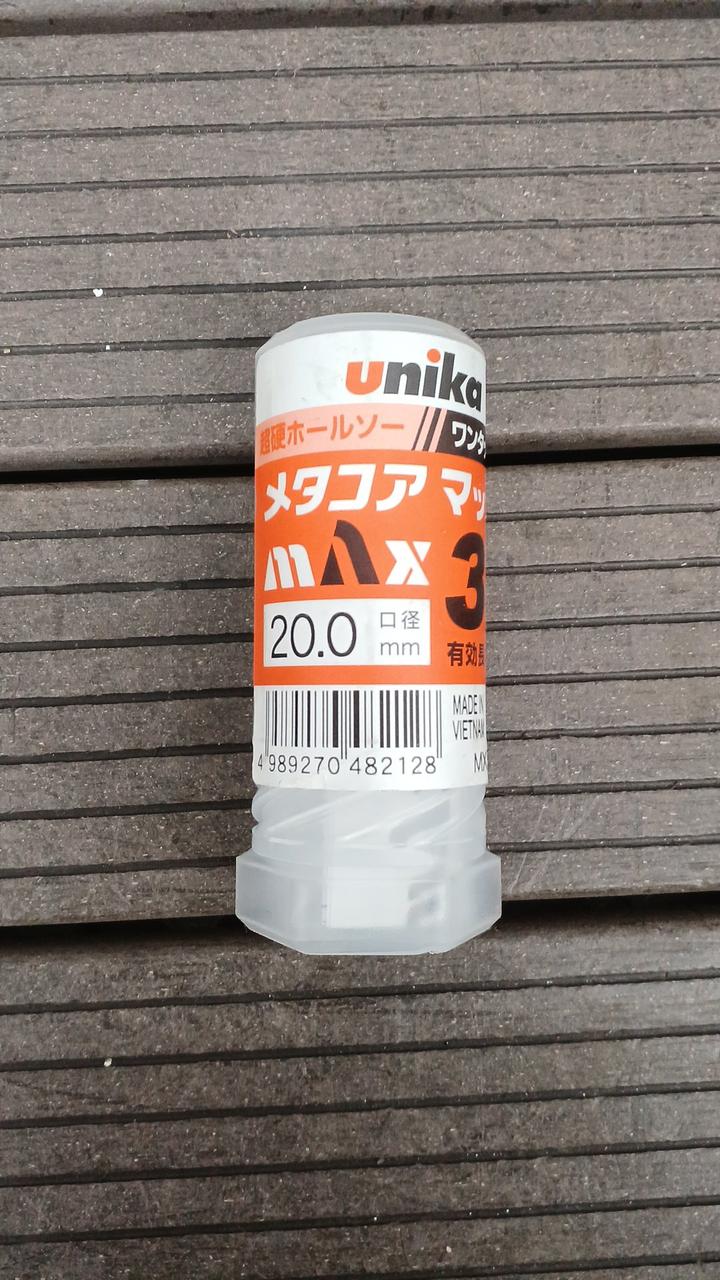 unika
超硬ホールソー
ワンタ
メタコア マッ
max
3
20.0 口径 mm
有効長
MADE IN
VIETNAM
4 989270 482128
MX